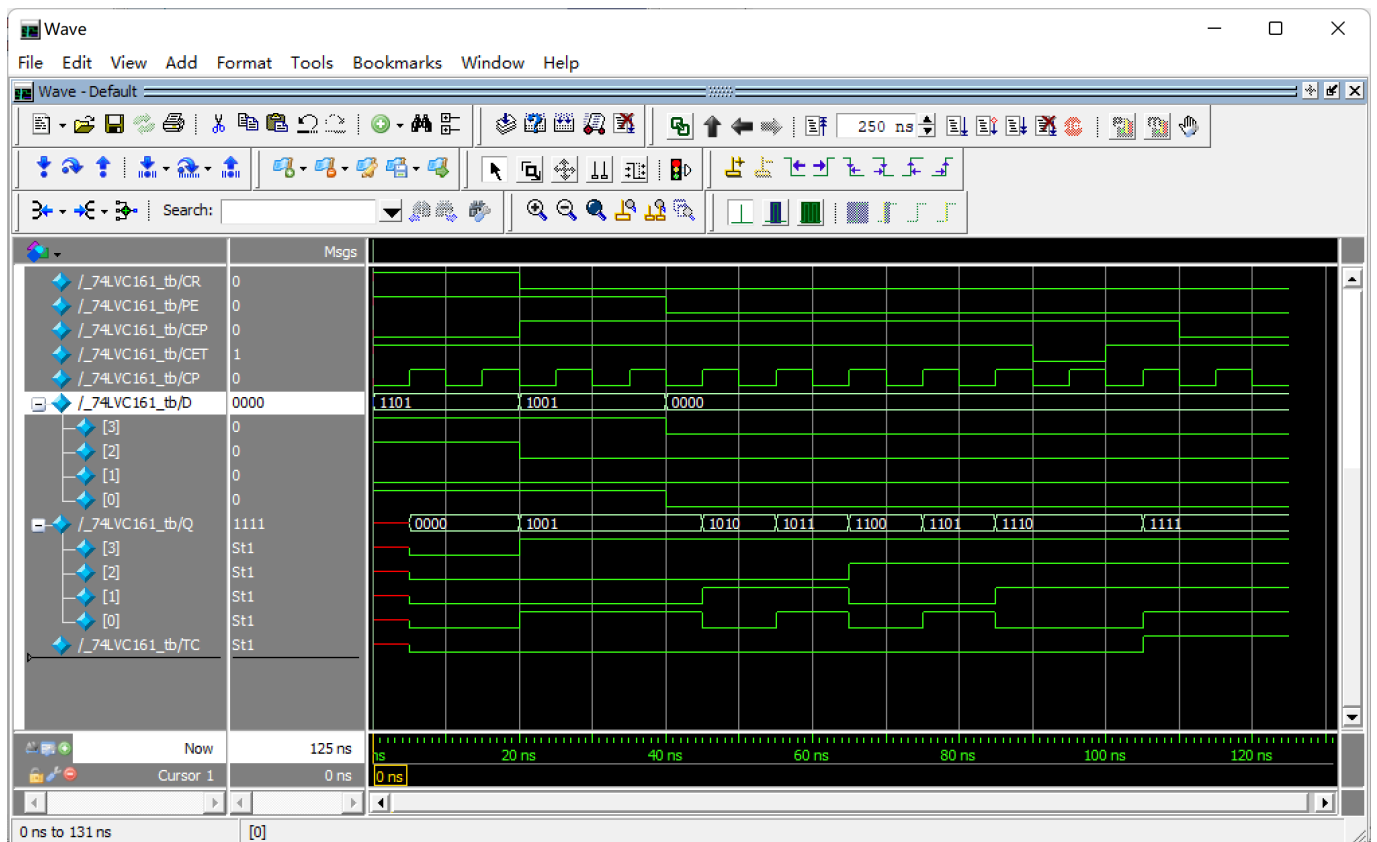 Wave
File Edit View Add Format Tools Bookmarks Window Help
Wave - Default
250 ns
Search:
Msgs
/_74LVC161_tb/CR 0
/_74LVC161_tb/PE 0
/_74LVC161_tb/CEP 0
/_74LVC161_tb/CET 1
/_74LVC161_tb/CP 0
/_74LVC161_tb/D 0000 1101 1001 0000
[3] 0
[2] 0
[1] 0
[0] 0
/_74LVC161_tb/Q 1111 0000 1001 1010 1011 1100 1101 1110 1111
[3] St1
[2] St1
[1] St1
[0] St1
/_74LVC161_tb/TC St1
Now 125 ns ns 20 ns 40 ns 60 ns 80 ns 100 ns 120 ns
Cursor 1 0 ns 0 ns
0 ns to 131 ns [0]